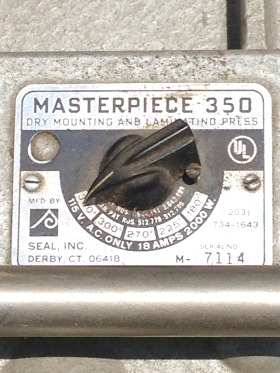 MASTERPIECE 350
DRY MOUNTING AND LAMINATING PRESS
UL
300° 270° 225° 180°
115 V. A.C. ONLY 18 AMPS 2000 W.
MFD BY
SEAL, INC.
DERBY, CT. 06418
(203)
734-1643
SERIAL NO.
M- 7114